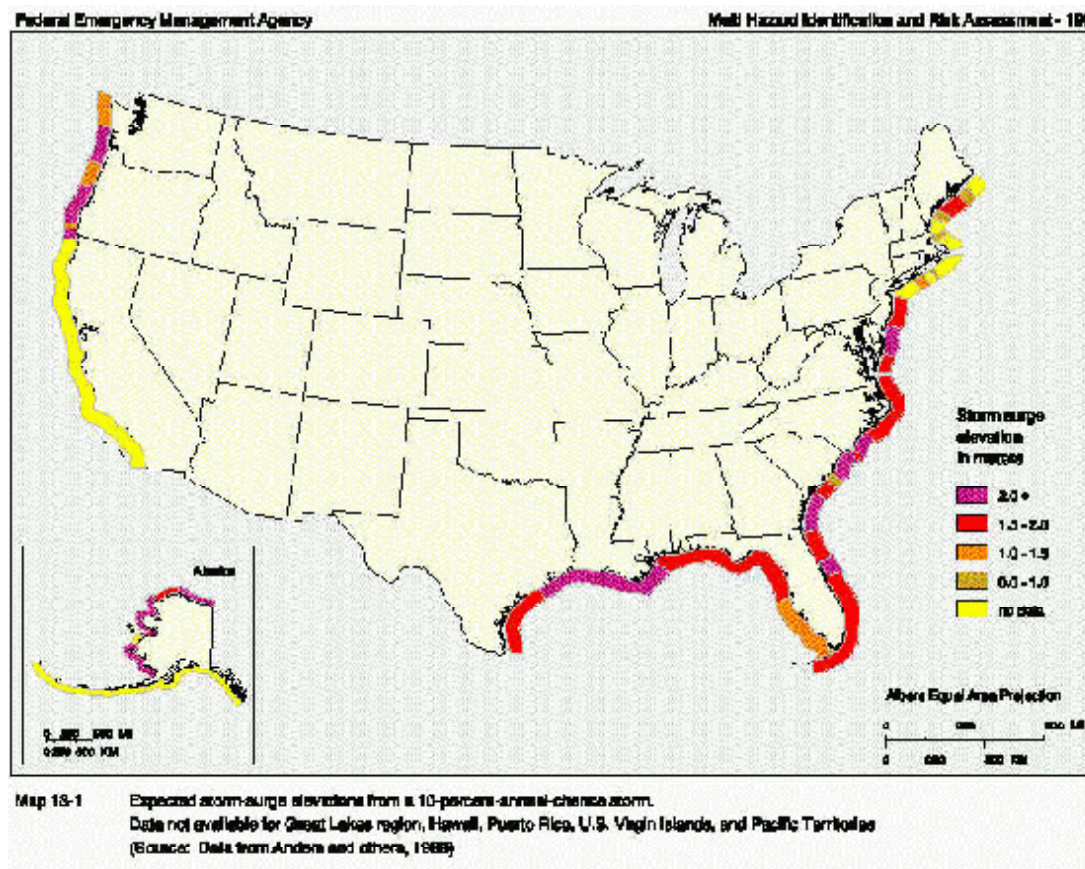 Federal Emergency Management Agency
Multi Hazard Identification and Risk Assessment -
Storm surge
elevation
in meters
2.0 +
1.5 - 2.0
1.0 - 1.5
0.0 - 1.0
no data
Alaska
Albers Equal Area Projection
Map 13-1
Expected storm-surge elevations from a 10-percent-annual-chance storm.
Data not available for Great Lakes region, Hawaii, Puerto Rico, U.S. Virgin Islands, and Pacific Territories
(Source: Data from Anders and others,